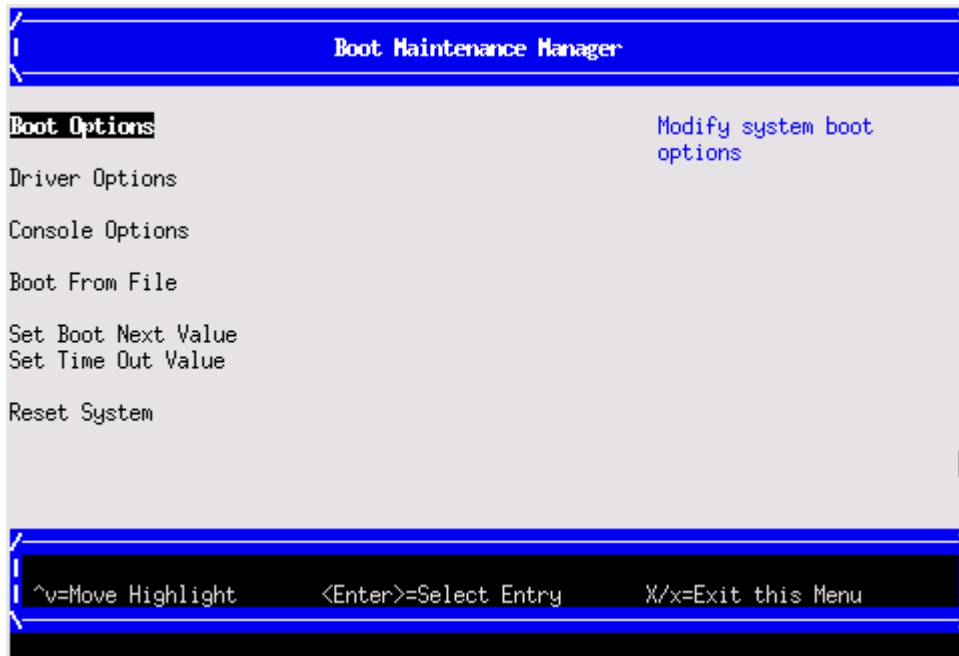 Boot Maintenance Manager
Boot Options
Modify system boot
options
Driver Options
Console Options
Boot From File
Set Boot Next Value
Set Time Out Value
Reset System
^v=Move Highlight <Enter>=Select Entry X/x=Exit this Menu